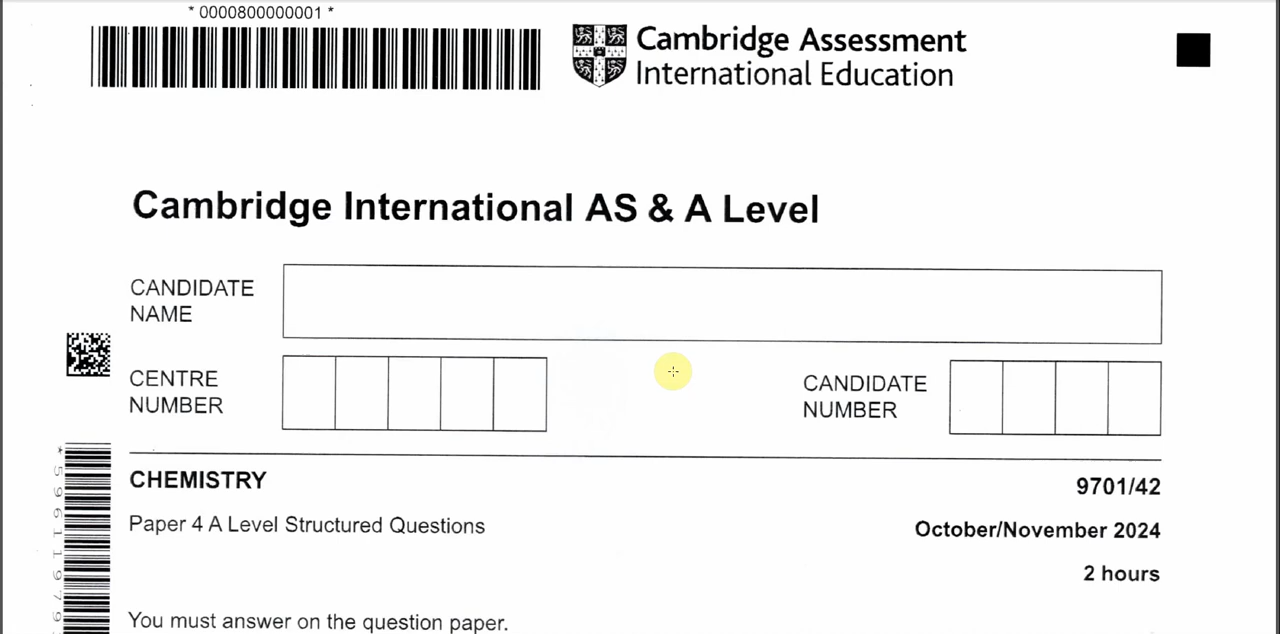 * 0000800000001 *
Cambridge Assessment
International Education
Cambridge International AS & A Level
CANDIDATE
NAME
CENTRE
NUMBER
CANDIDATE
NUMBER
CHEMISTRY
9701/42
Paper 4 A Level Structured Questions
October/November 2024
2 hours
You must answer on the question paper.